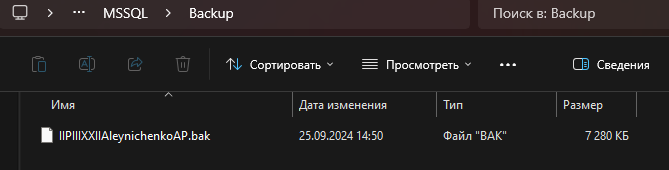 MSSQL > Backup > Поиск в: Backup
Сортировать Просмотреть Сведения
Имя Дата изменения Тип Размер
IIPIIIXXIIAleynichenkoAP.bak 25.09.2024 14:50 Файл "BAK" 7 280 КБ